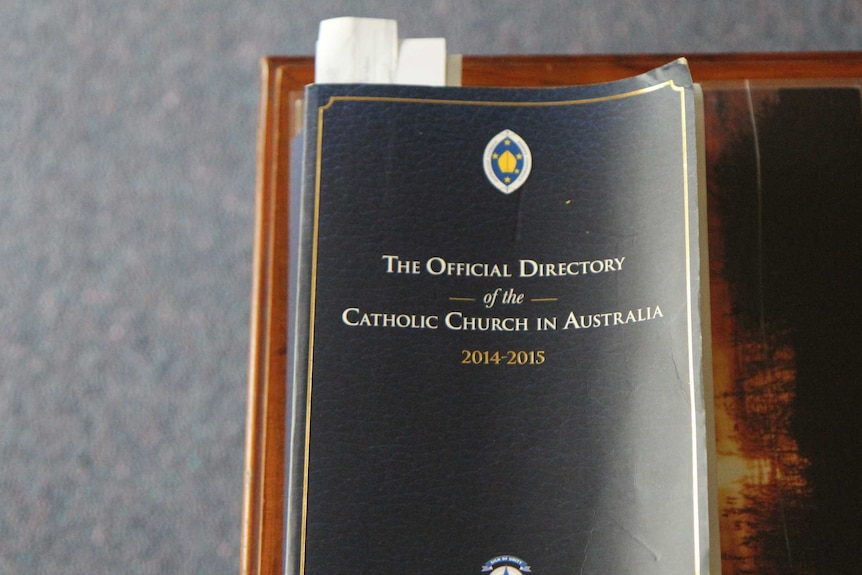 THE OFFICIAL DIRECTORY
of the
CATHOLIC CHURCH IN AUSTRALIA
2014-2015